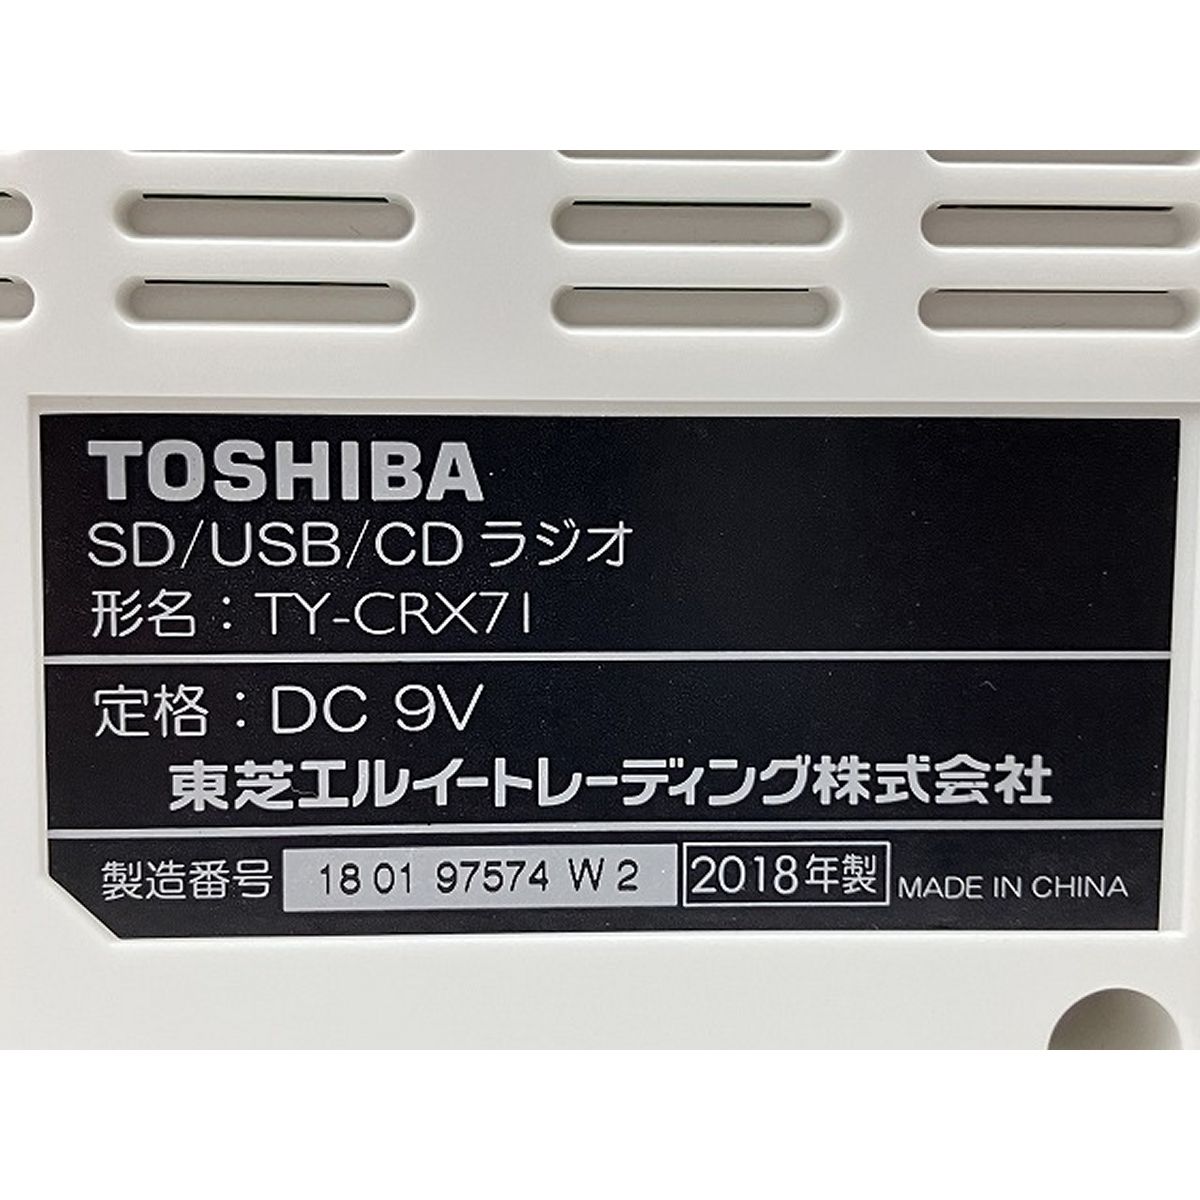 TOSHIBA
SD/USB/CD ラジオ
形名：TY-CRX71
定格：DC 9V
東芝エルイートレーディング株式会社
製造番号 18 01 97574 W 2 2018年製 MADE IN CHINA